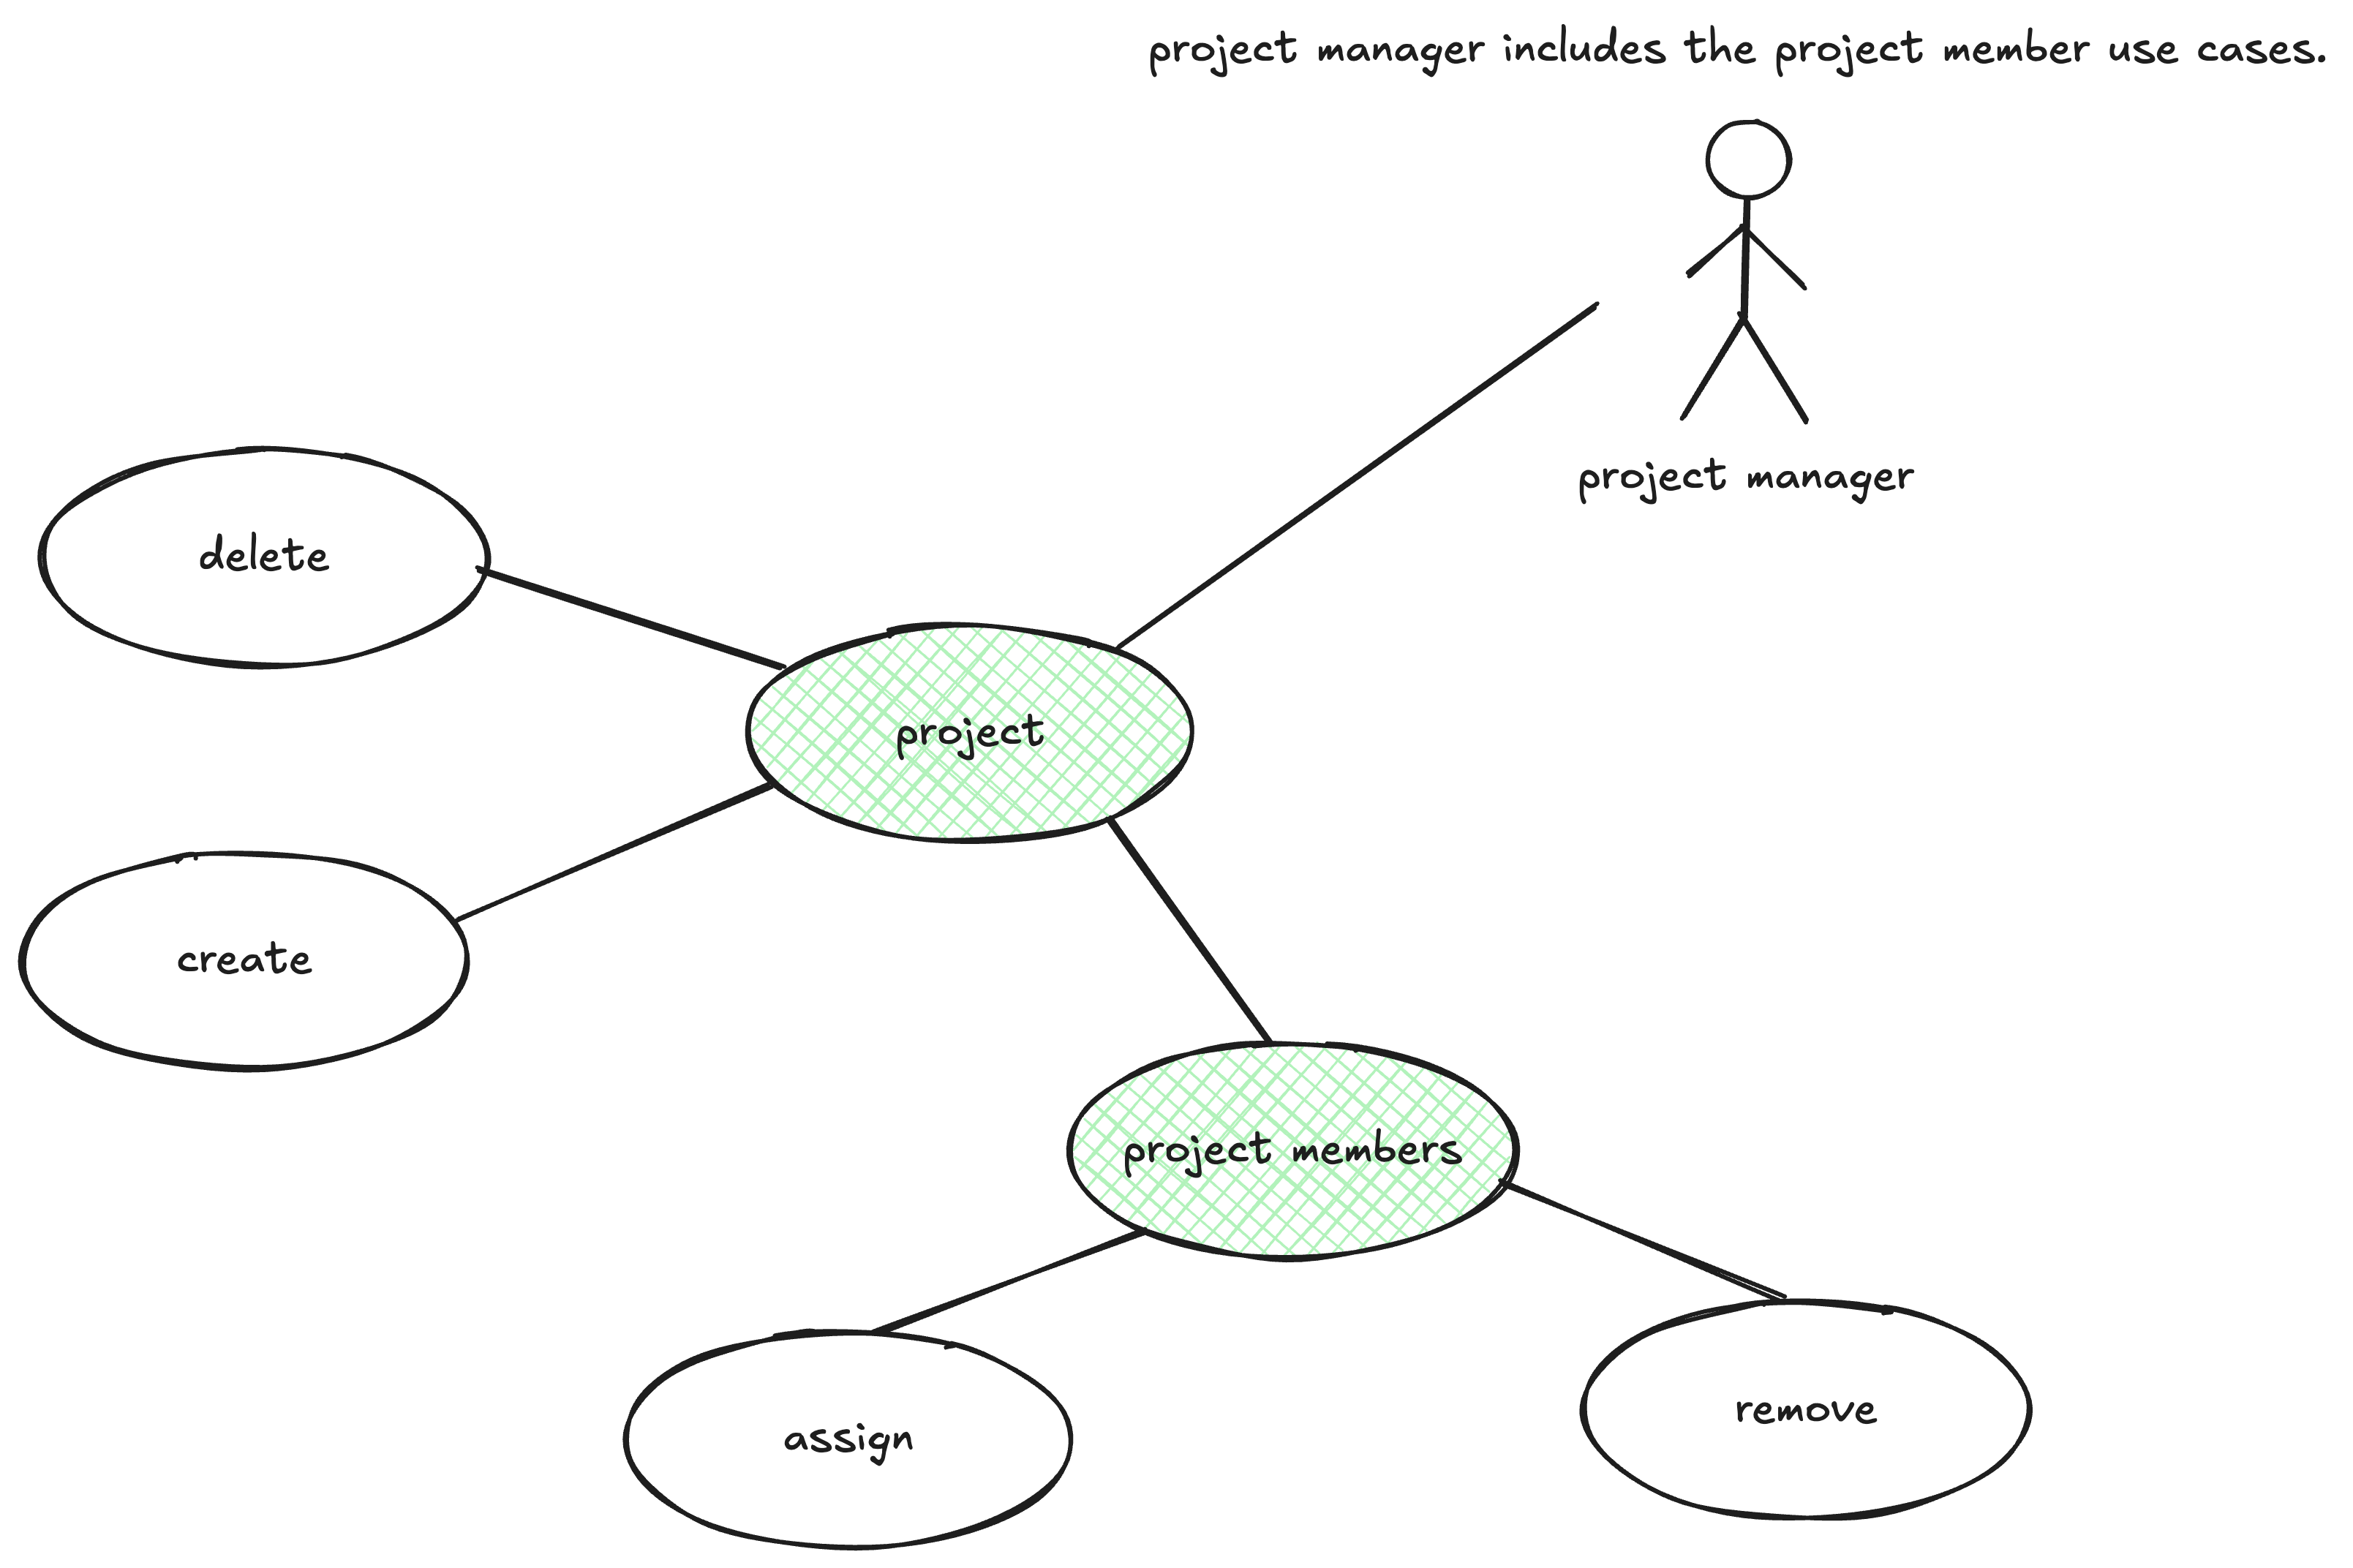 project manager includes the project member use cases.
project manager
delete
project
create
project members
assign
remove